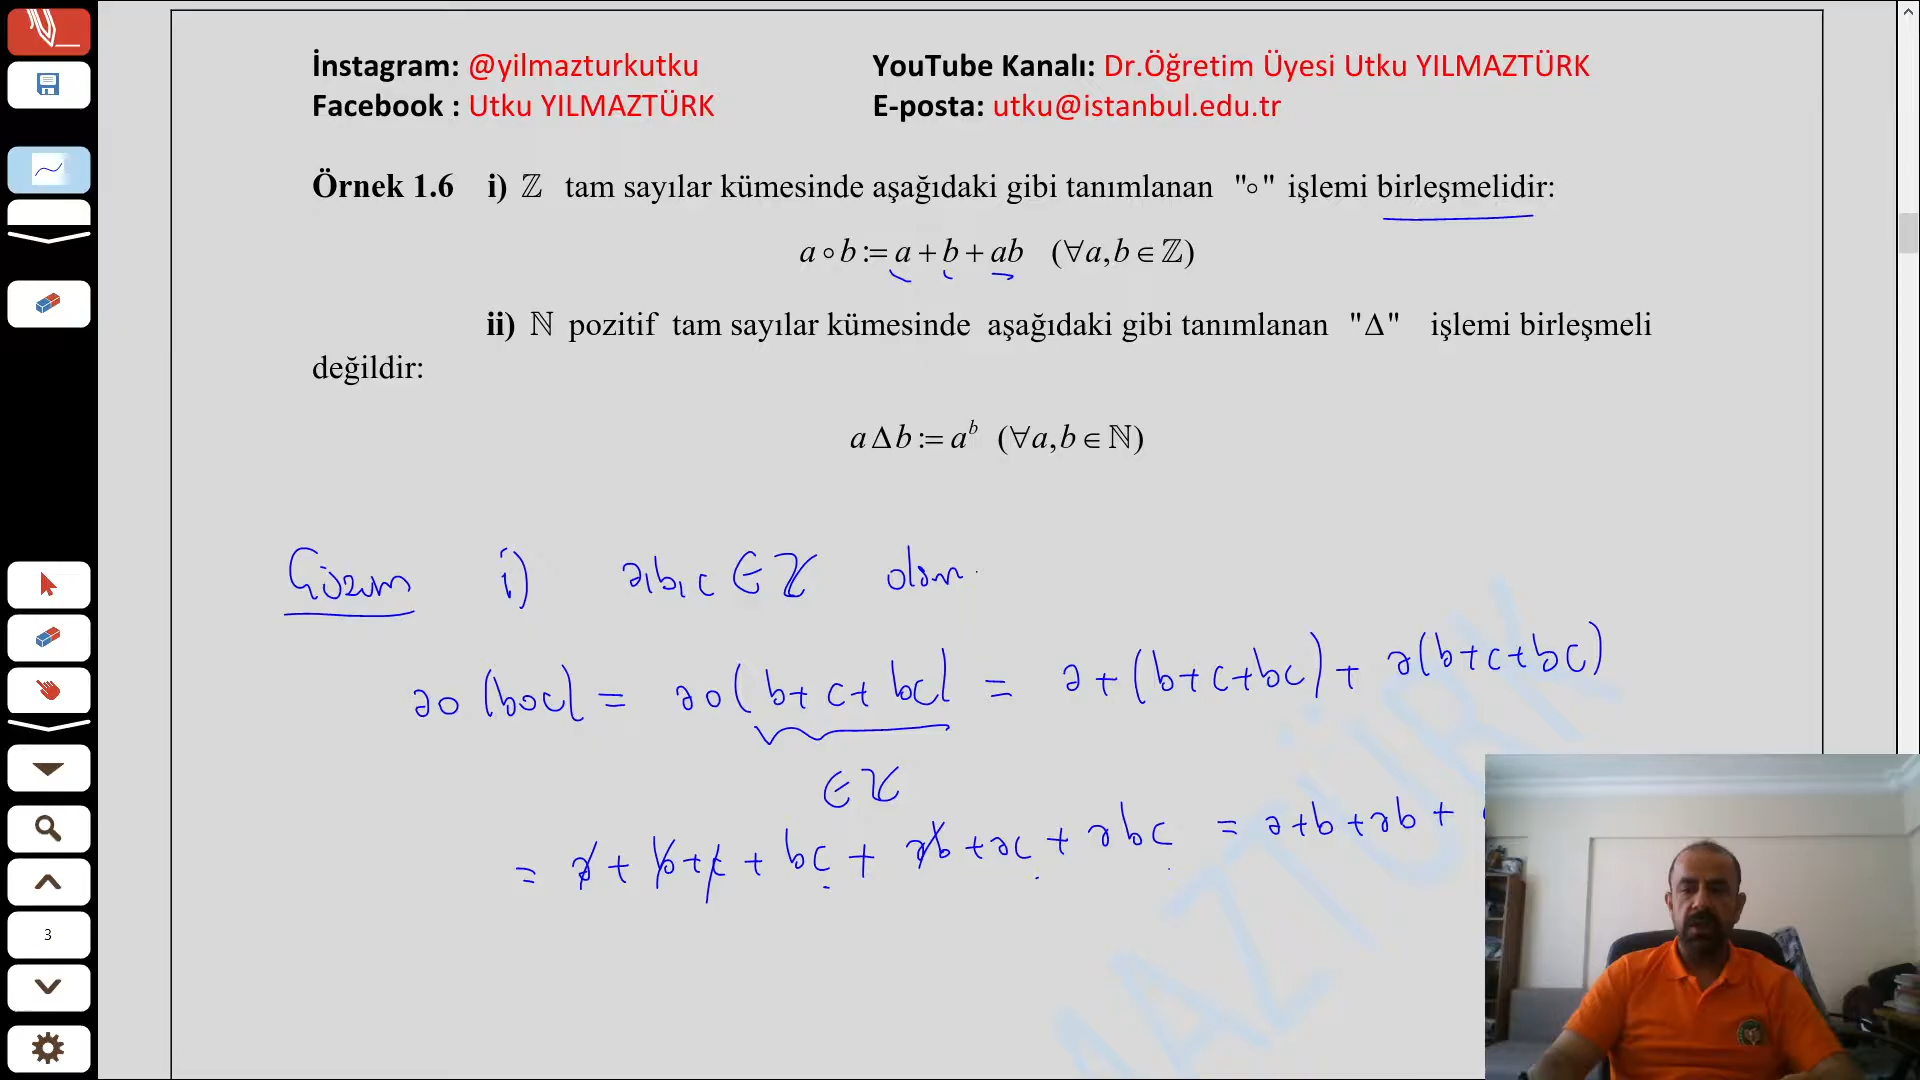 İnstagram: @yilmazturkutku YouTube Kanalı: Dr.Öğretim Üyesi Utku YILMAZTÜRK
Facebook : Utku YILMAZTÜRK E-posta: utku@istanbul.edu.tr
Örnek 1.6 i) ℤ tam sayılar kümesinde aşağıdaki gibi tanımlanan "∘" işlemi birleşmelidir:
a∘b:= a+b+ab (∀a,b∈ℤ)
ii) ℕ pozitif tam sayılar kümesinde aşağıdaki gibi tanımlanan "Δ" işlemi birleşmeli
değildir:
aΔb:= a^b (∀a,b∈ℕ)
Çözüm i) a,b,c ∈ ℤ olsun.
a∘(b∘c) = a∘(b+c+bc) = a+(b+c+bc)+a(b+c+bc)
∈ ℤ
= a+b+c+bc+ab+ac+abc = a+b+ab+
3